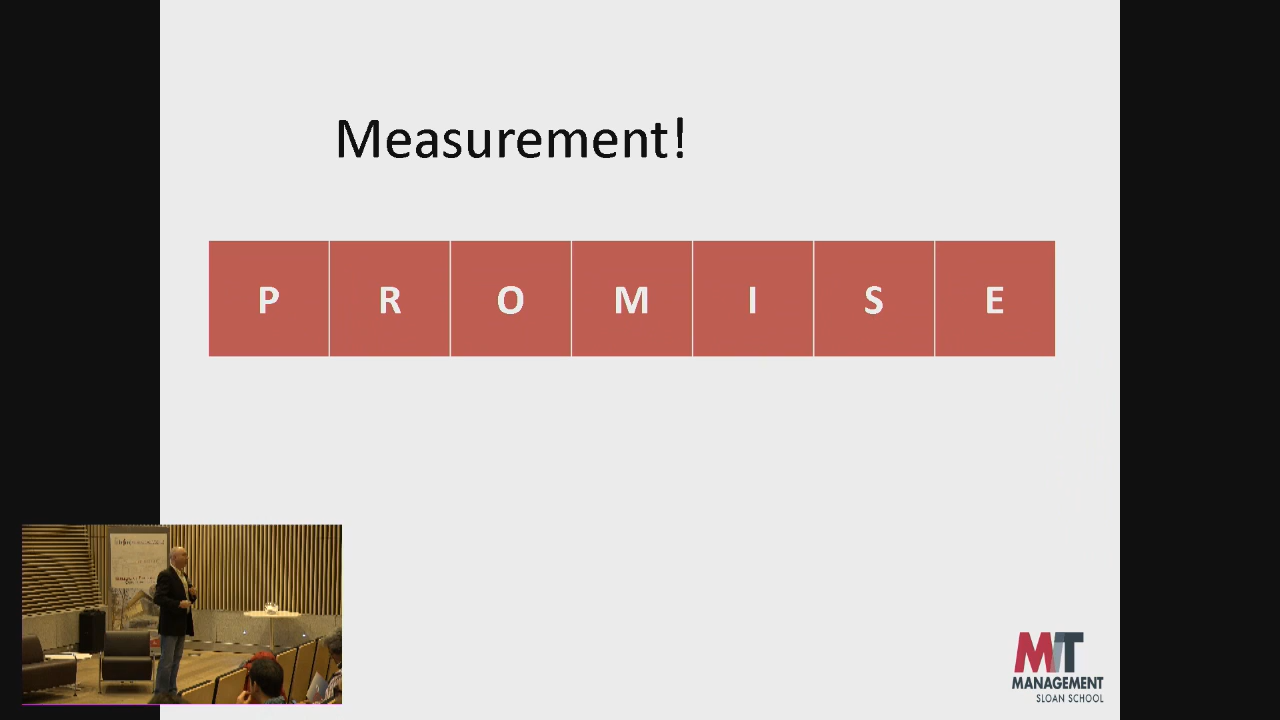 Measurement!
P R O M I S E
MIT
MANAGEMENT
SLOAN SCHOOL